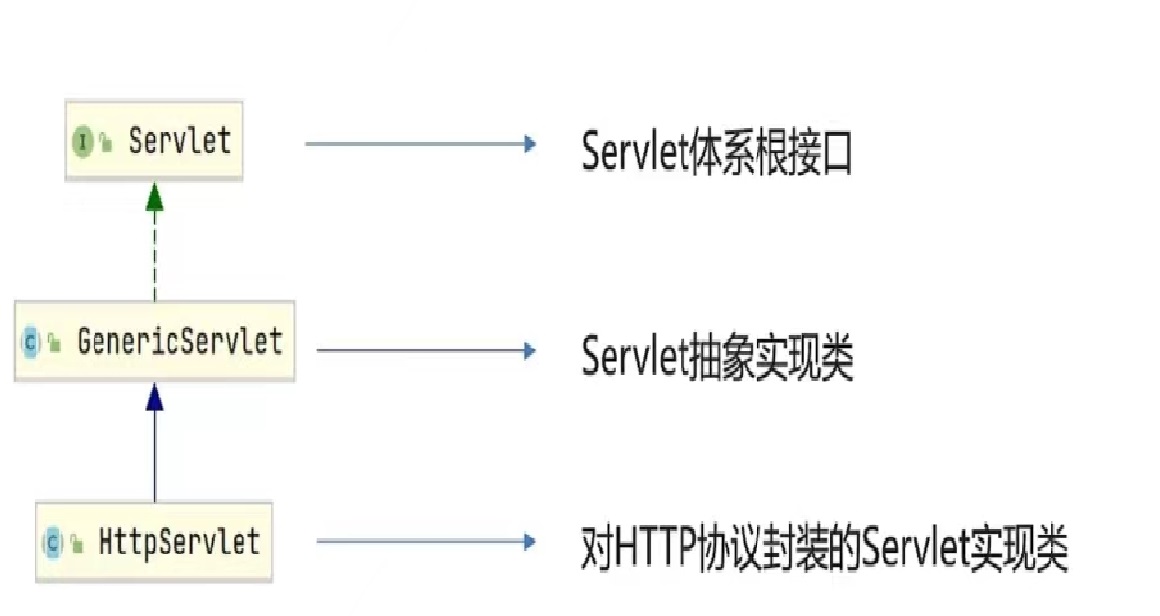 I Servlet
Servlet体系根接口
C GenericServlet
Servlet抽象实现类
C HttpServlet
对HTTP协议封装的Servlet实现类